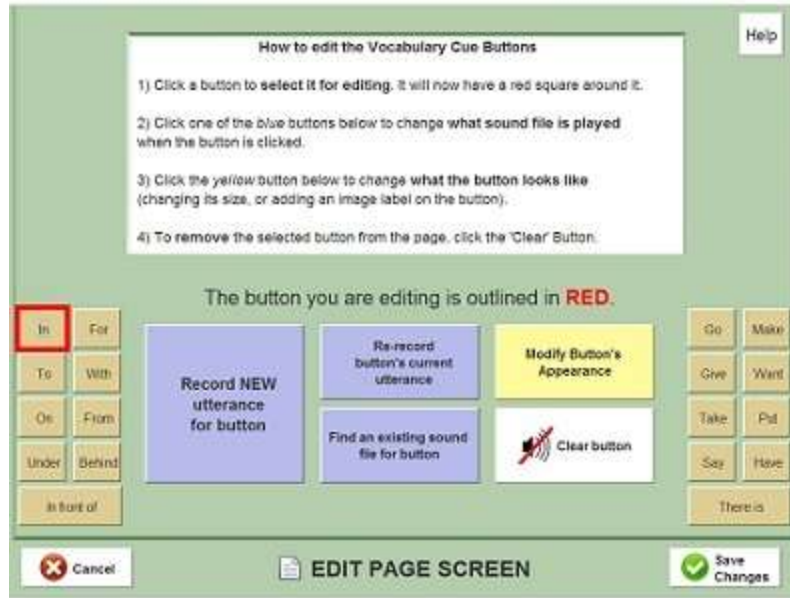 Help
How to edit the Vocabulary Cue Buttons
1) Click a button to select it for editing. It will now have a red square around it.
2) Click one of the blue buttons below to change what sound file is played
when the button is clicked.
3) Click the yellow button below to change what the button looks like
(changing its size, or adding an image label on the button).
4) To remove the selected button from the page, click the 'Clear' Button.
The button you are editing is outlined in RED.
In For
To With
On From
Under Behind
In front of
Record NEW
utterance
for button
Re-record
button's current
utterance
Find an existing sound
file for button
Modify Button's
Appearance
Clear button
Go Make
Give Want
Take Put
Say Have
There is
Cancel
EDIT PAGE SCREEN
Save
Changes